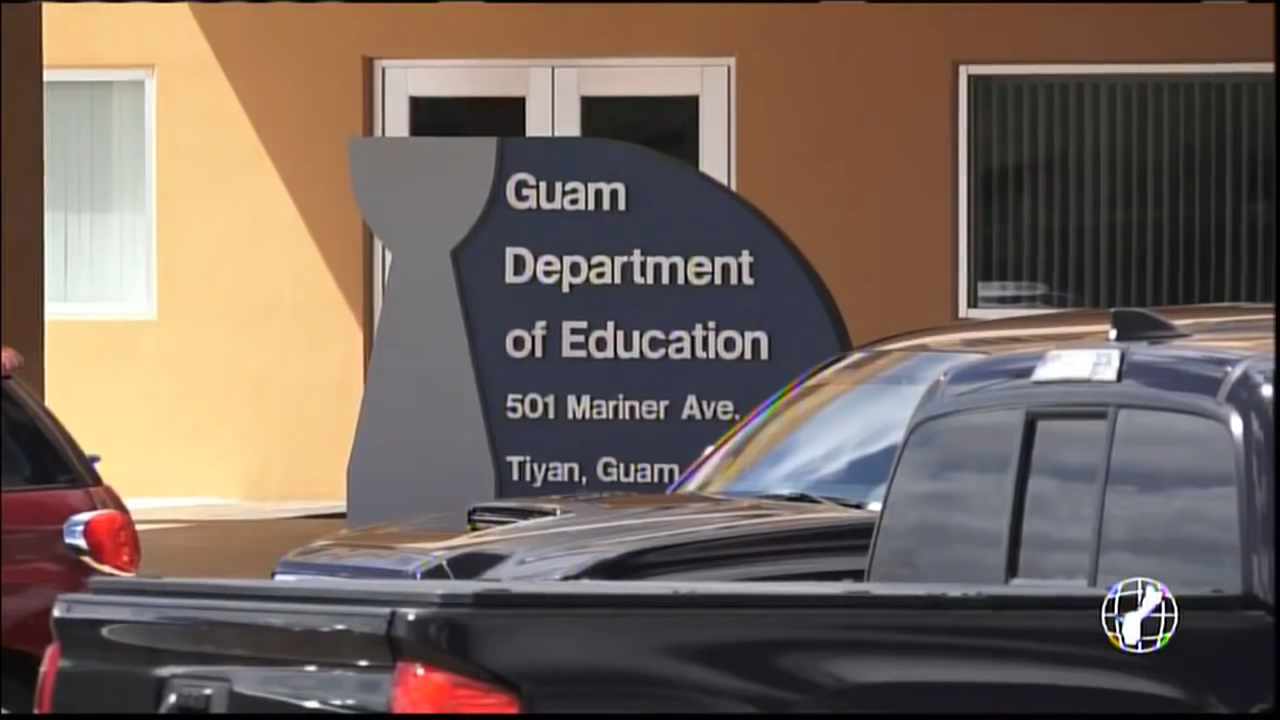 Guam
Department
of Education
501 Mariner Ave.
Tiyan, Guam